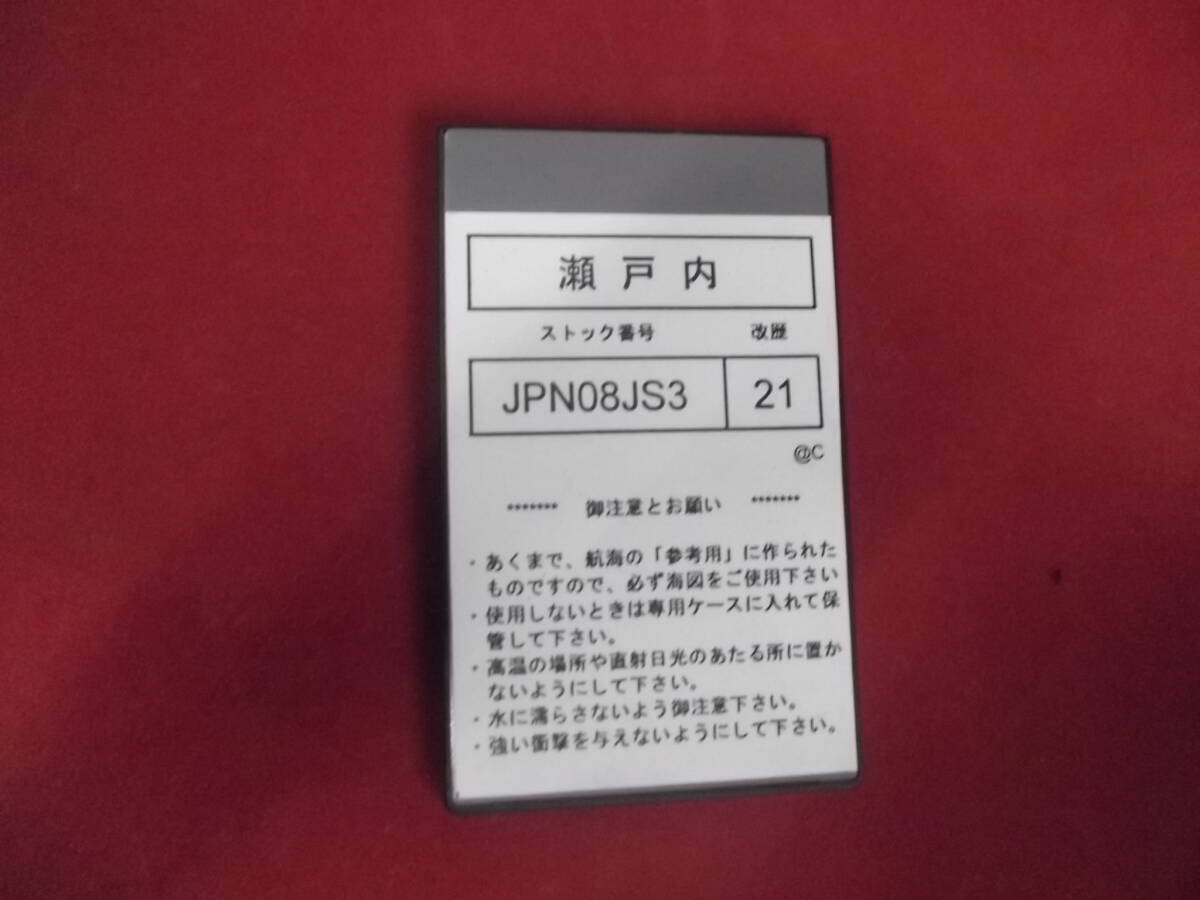 瀬戸内
ストック番号 改歴
JPN08JS3 21
@C
******* 御注意とお願い *******
・あくまで、航海の「参考用」に作られた
ものですので、必ず海図をご使用下さい
・使用しないときは専用ケースに入れて保
管して下さい。
・高温の場所や直射日光のあたる所に置か
ないようにして下さい。
・水に濡らさないよう御注意下さい。
・強い衝撃を与えないようにして下さい。